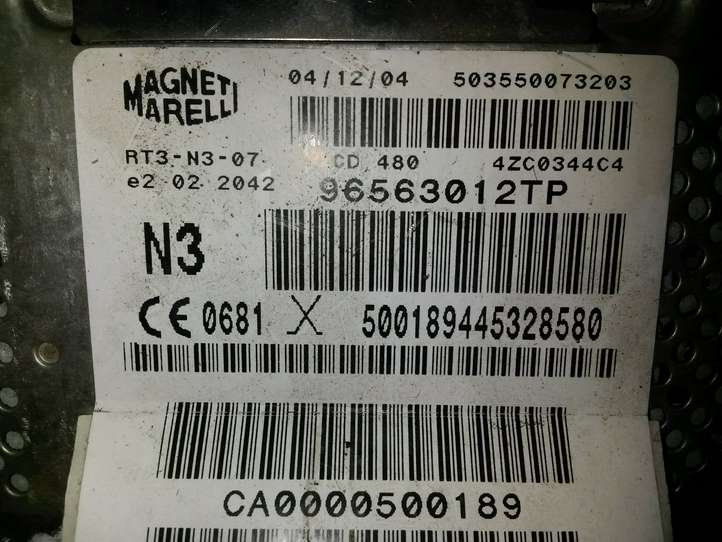 MAGNETI MARELLI
04/12/04 503550073203
RT3-N3-07 CD 480 4ZC0344C4
e2 02 2042 96563012TP
N3
CE 0681 X 500189445328580
CA0000500189